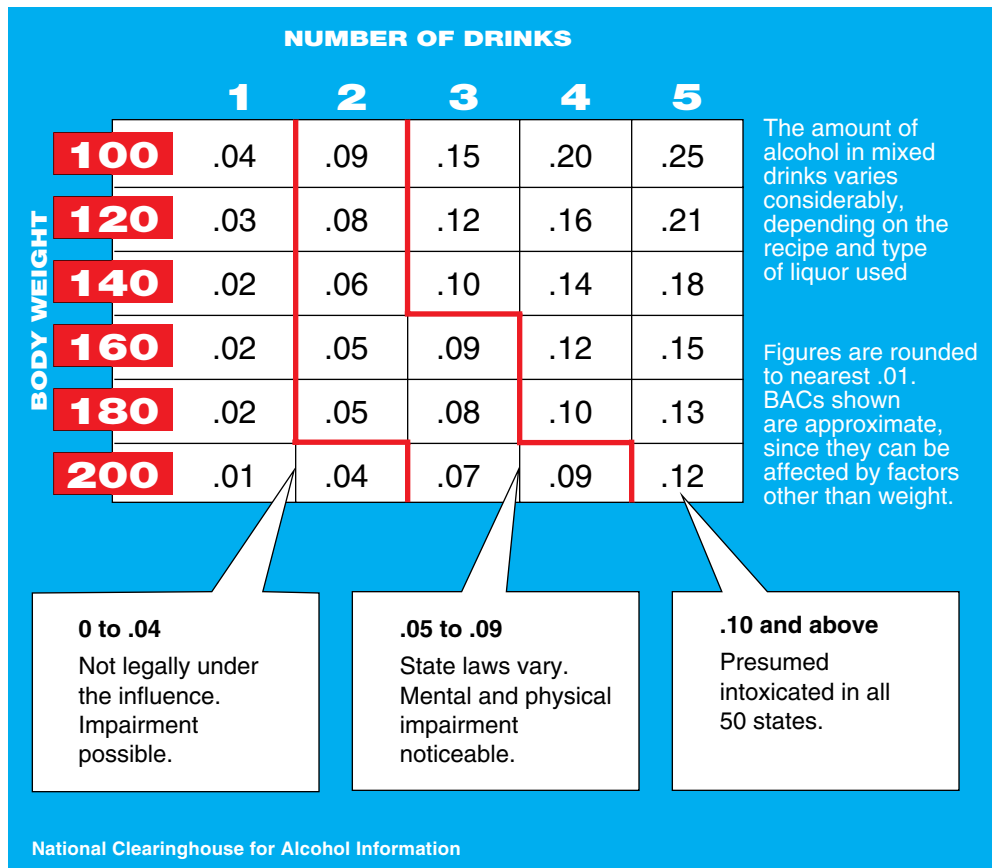 NUMBER OF DRINKS
1 2 3 4 5
BODY WEIGHT
100 .04 .09 .15 .20 .25
120 .03 .08 .12 .16 .21
140 .02 .06 .10 .14 .18
160 .02 .05 .09 .12 .15
180 .02 .05 .08 .10 .13
200 .01 .04 .07 .09 .12
The amount of
alcohol in mixed
drinks varies
considerably,
depending on the
recipe and type
of liquor used
Figures are rounded
to nearest .01.
BACs shown
are approximate,
since they can be
affected by factors
other than weight.
0 to .04
Not legally under
the influence.
Impairment
possible.
.05 to .09
State laws vary.
Mental and physical
impairment
noticeable.
.10 and above
Presumed
intoxicated in all
50 states.
National Clearinghouse for Alcohol Information